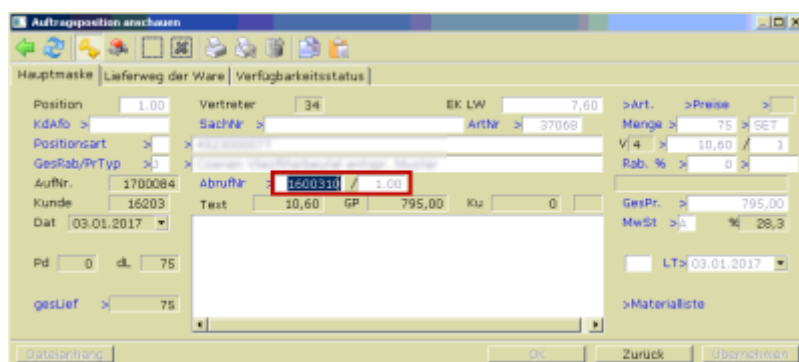 Auftragsposition anschauen
Hauptmaske Lieferweg der Ware Verfügbarkeitsstatus
Position 1.00 Vertreter 34 EK LW 7,60 >Art. >Preise >
KdAfo > SachNr > ArtNr > 37068 Menge > 75 > SET
Positionsart > > V 4 > 10,60 / 1
GesRab/PrTyp >J > Rab. % > 0 >
AufNr. 1700084 AbrufNr > 1600310 / 1.00
Kunde 16203 Text 10,60 GP 795,00 Ku 0 GesPr. > 795,00
Dat 03.01.2017 MwSt >A % 28,3
Pd 0 dL 75 LT> 03.01.2017
gesLief > 75 >Materialliste
Dateianhang OK Zurück Übernehmen